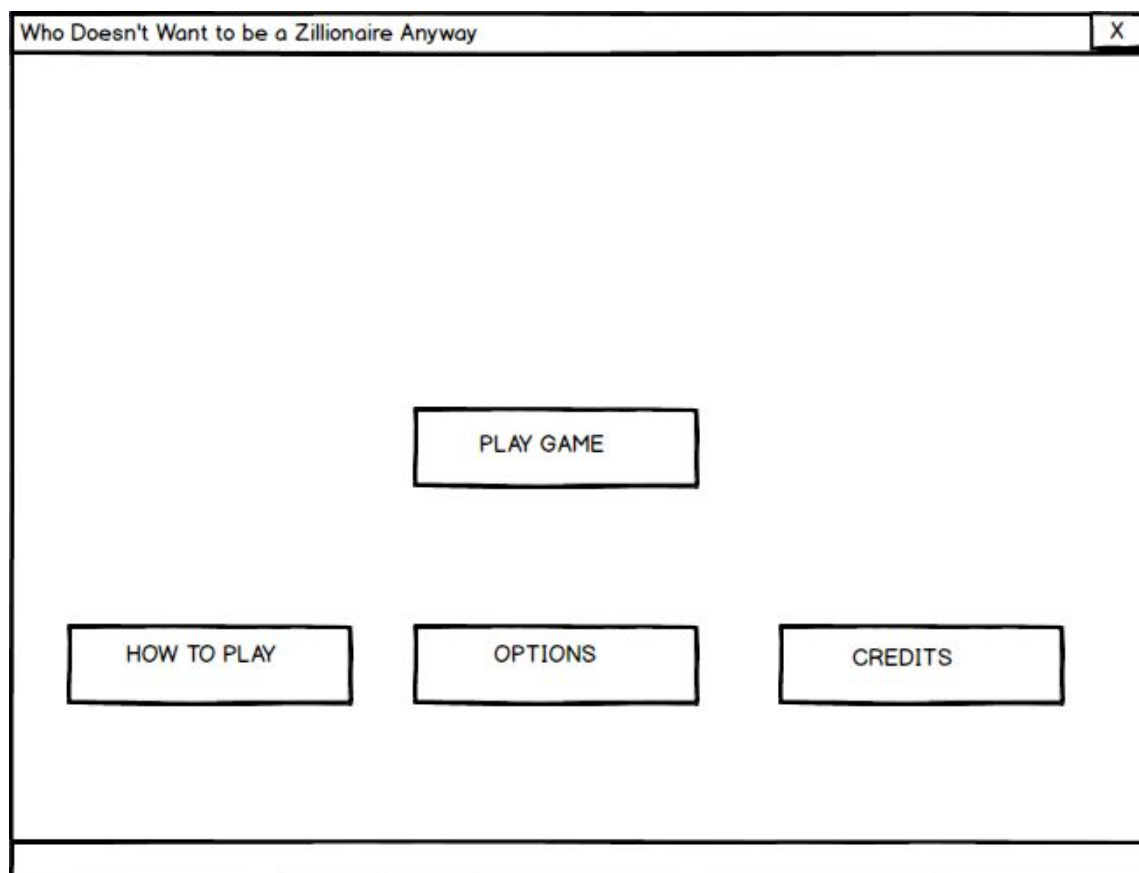 Who Doesn't Want to be a Zillionaire Anyway X
PLAY GAME
HOW TO PLAY OPTIONS CREDITS